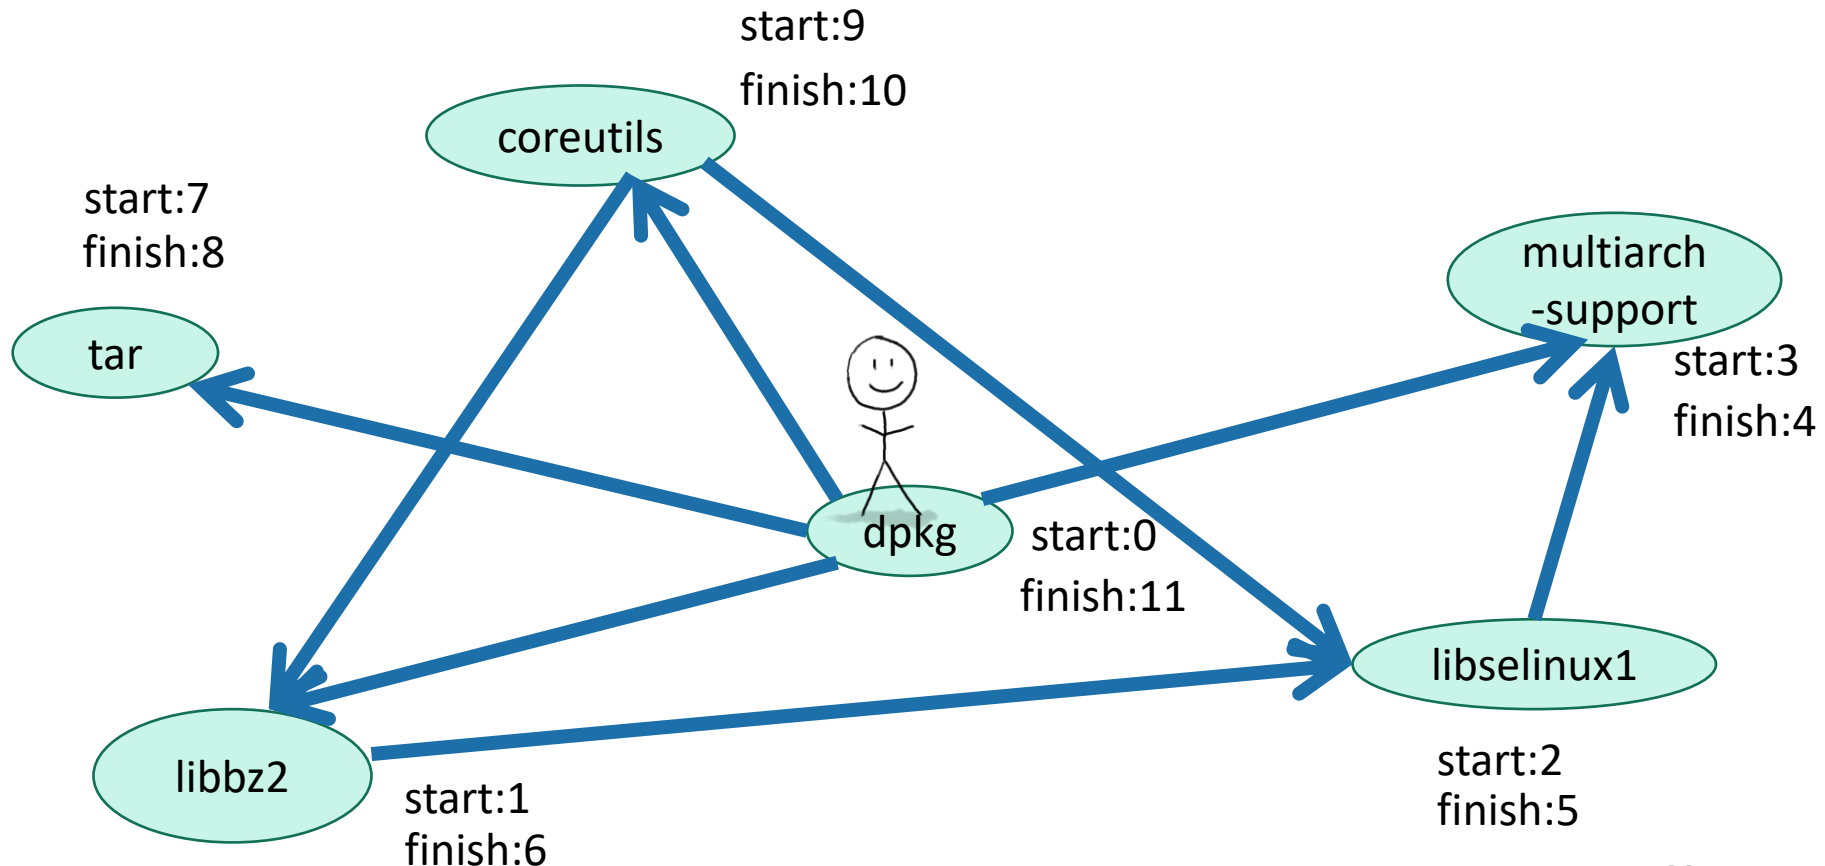 start:9
finish:10
coreutils
start:7
finish:8
tar
multiarch
-support
start:3
finish:4
dpkg
start:0
finish:11
libselinux1
start:2
finish:5
libbz2
start:1
finish:6